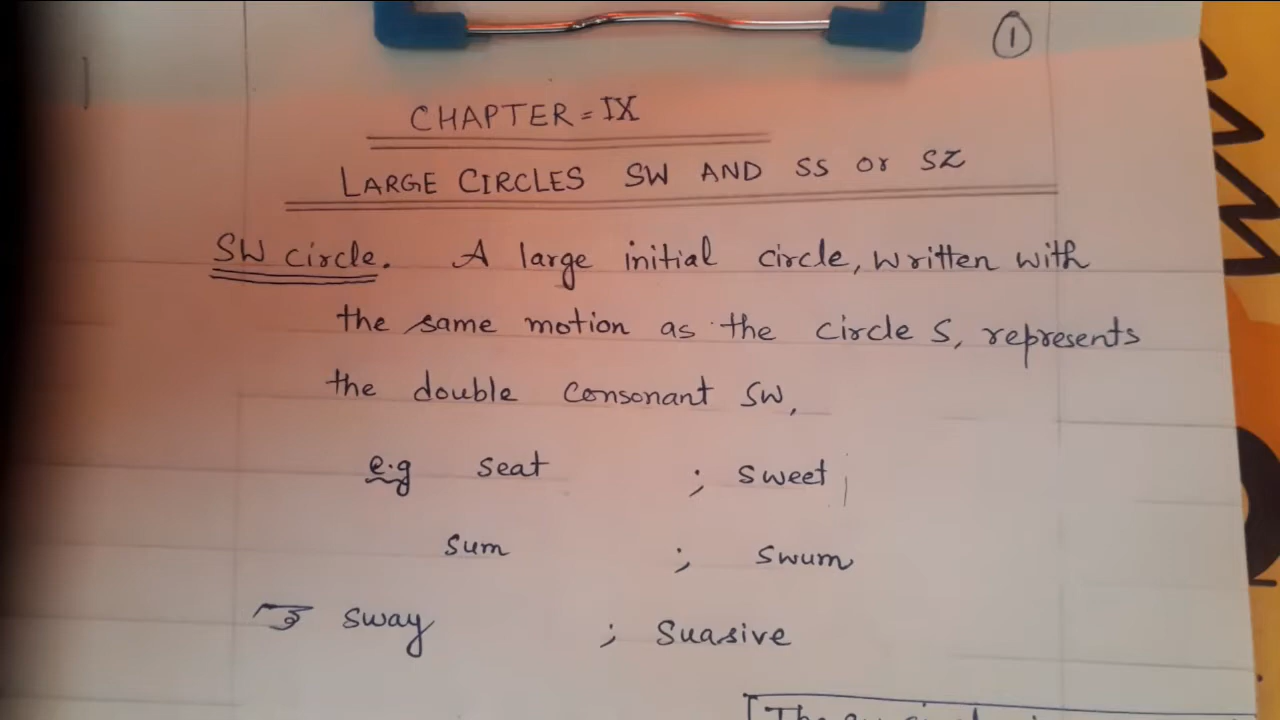 ①
CHAPTER = IX
LARGE CIRCLES SW AND SS or SZ
SW circle. A large initial circle, written with
the same motion as the circle S, represents
the double consonant SW,
e.g seat ; sweet
sum ; swum
☞ sway ; suasive
The